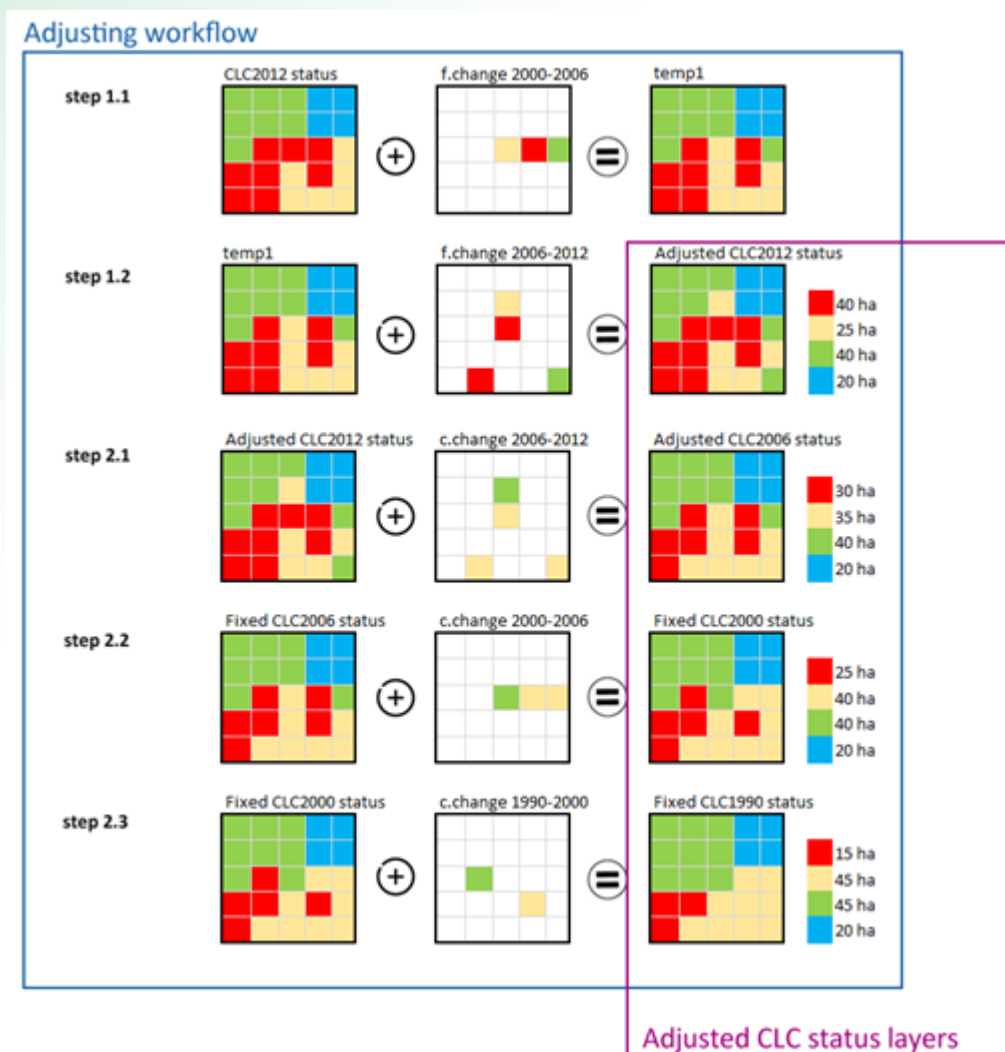 Adjusting workflow
CLC2012 status f.change 2000-2006 temp1
step 1.1
temp1 f.change 2006-2012 Adjusted CLC2012 status
step 1.2
40 ha
25 ha
40 ha
20 ha
Adjusted CLC2012 status c.change 2006-2012 Adjusted CLC2006 status
step 2.1
30 ha
35 ha
40 ha
20 ha
Fixed CLC2006 status c.change 2000-2006 Fixed CLC2000 status
step 2.2
25 ha
40 ha
40 ha
20 ha
Fixed CLC2000 status c.change 1990-2000 Fixed CLC1990 status
step 2.3
15 ha
45 ha
45 ha
20 ha
Adjusted CLC status layers